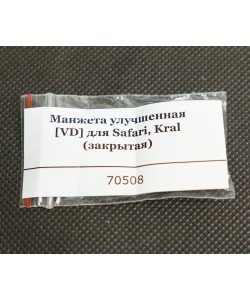 Манжета улучшенная
[VD] для Safari, Kral
(закрытая)
70508